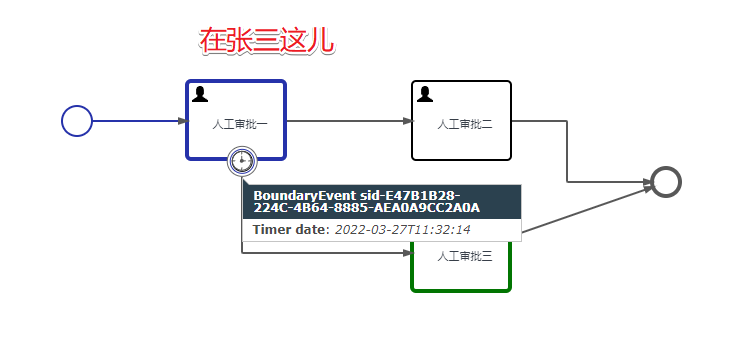 在张三这儿
人工审批一
人工审批二
BoundaryEvent sid-E47B1B28-
224C-4B64-8885-AEA0A9CC2A0A
Timer date: 2022-03-27T11:32:14
人工审批三